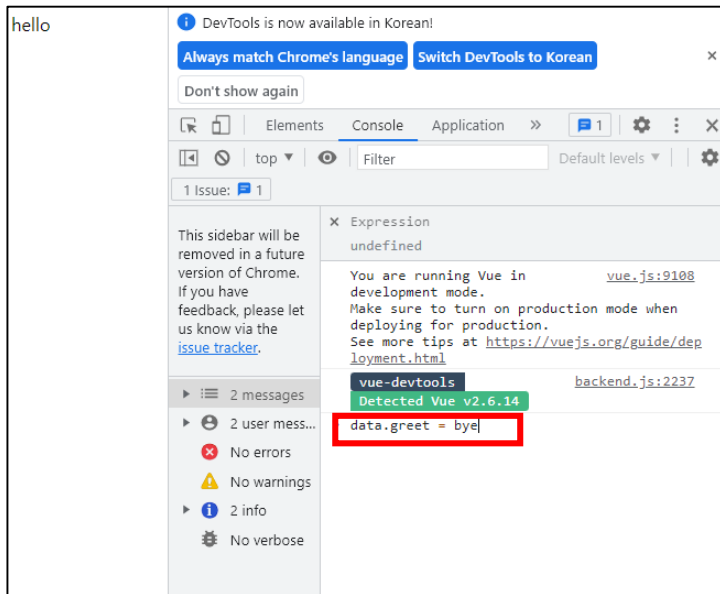 hello
DevTools is now available in Korean!
Always match Chrome's language Switch DevTools to Korean
Don't show again
Elements Console Application 1
top Filter Default levels
1 Issue: 1
This sidebar will be
removed in a future
version of Chrome.
If you have
feedback, please let
us know via the
issue tracker.
2 messages
2 user mess...
No errors
No warnings
2 info
No verbose
Expression
undefined
You are running Vue in vue.js:9108
development mode.
Make sure to turn on production mode when
deploying for production.
See more tips at https://vuejs.org/guide/dep
loyment.html
vue-devtools backend.js:2237
Detected Vue v2.6.14
data.greet = bye